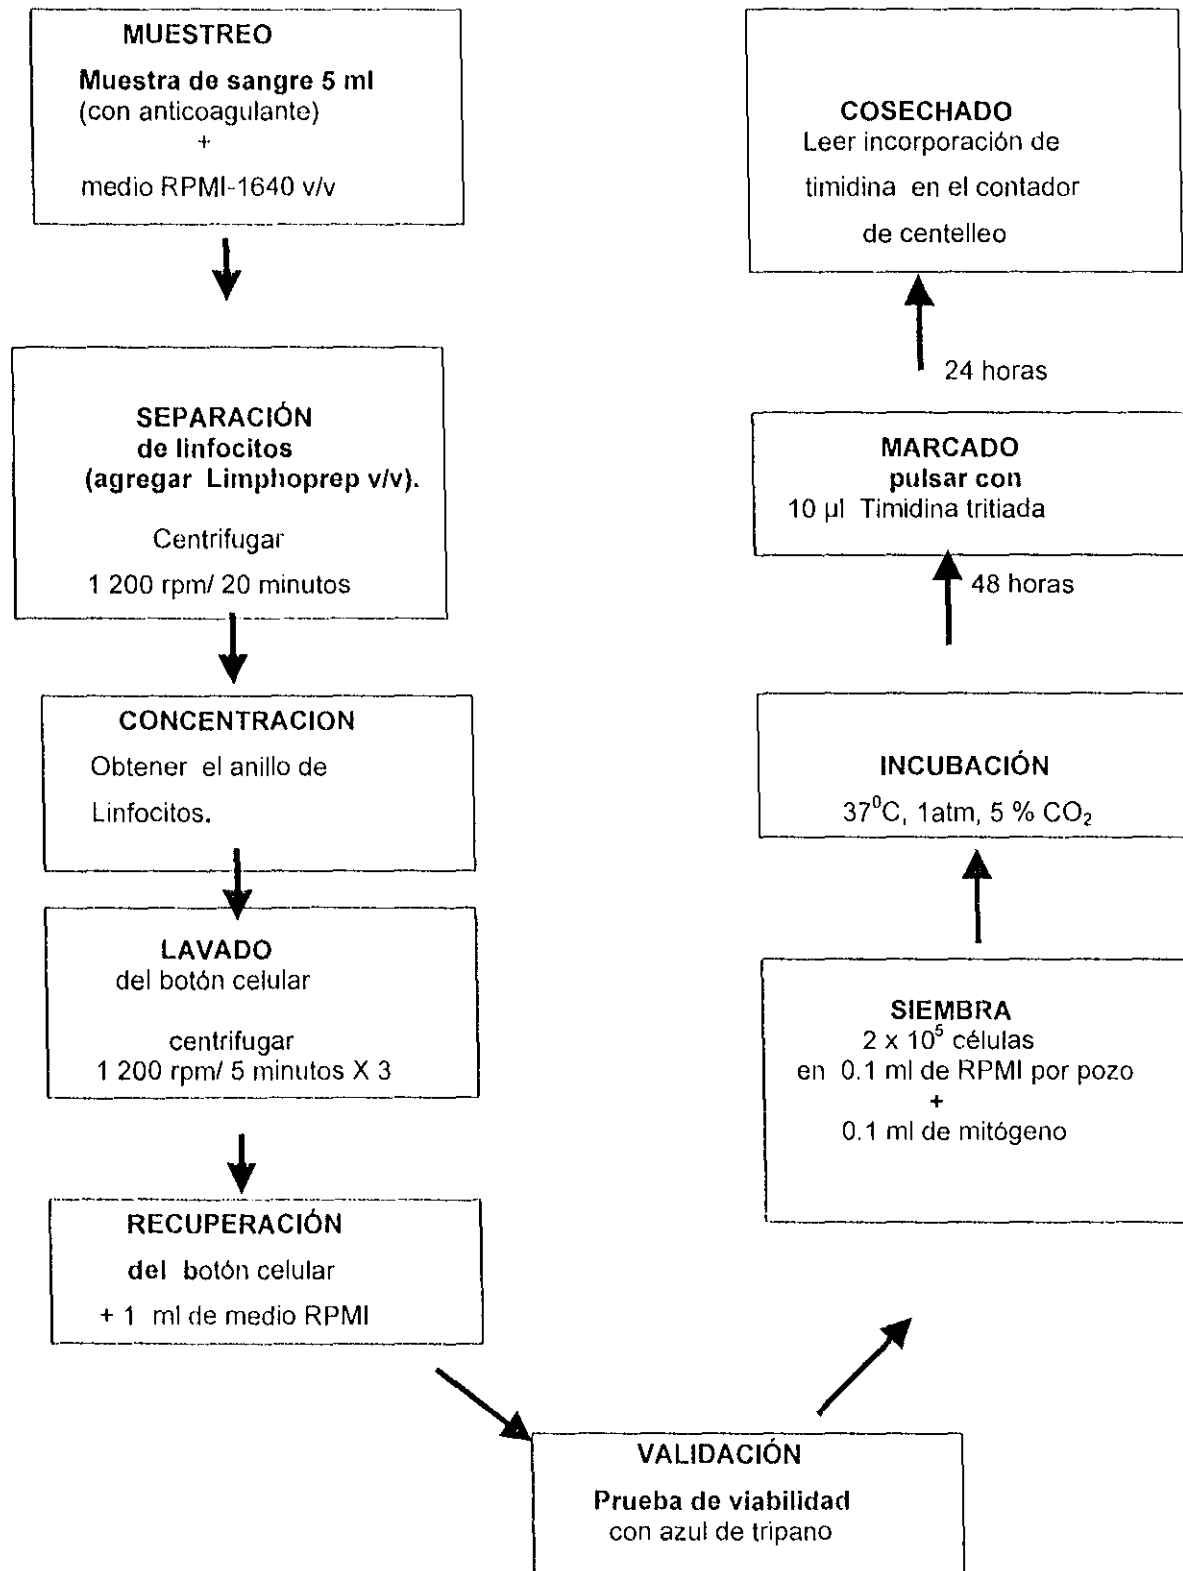 MUESTREO
Muestra de sangre 5 ml
(con anticoagulante)
+
medio RPMI-1640 v/v
SEPARACIÓN
de linfocitos
(agregar Limphoprep v/v).
Centrifugar
1 200 rpm/ 20 minutos
CONCENTRACION
Obtener el anillo de
Linfocitos.
LAVADO
del botón celular
centrifugar
1 200 rpm/ 5 minutos X 3
RECUPERACIÓN
del botón celular
+ 1 ml de medio RPMI
VALIDACIÓN
Prueba de viabilidad
con azul de tripano
SIEMBRA
2 x 10⁵ células
en 0.1 ml de RPMI por pozo
+
0.1 ml de mitógeno
INCUBACIÓN
37⁰C, 1atm, 5 % CO₂
48 horas
MARCADO
pulsar con
10 µl Timidina tritiada
24 horas
COSECHADO
Leer incorporación de
timidina en el contador
de centelleo